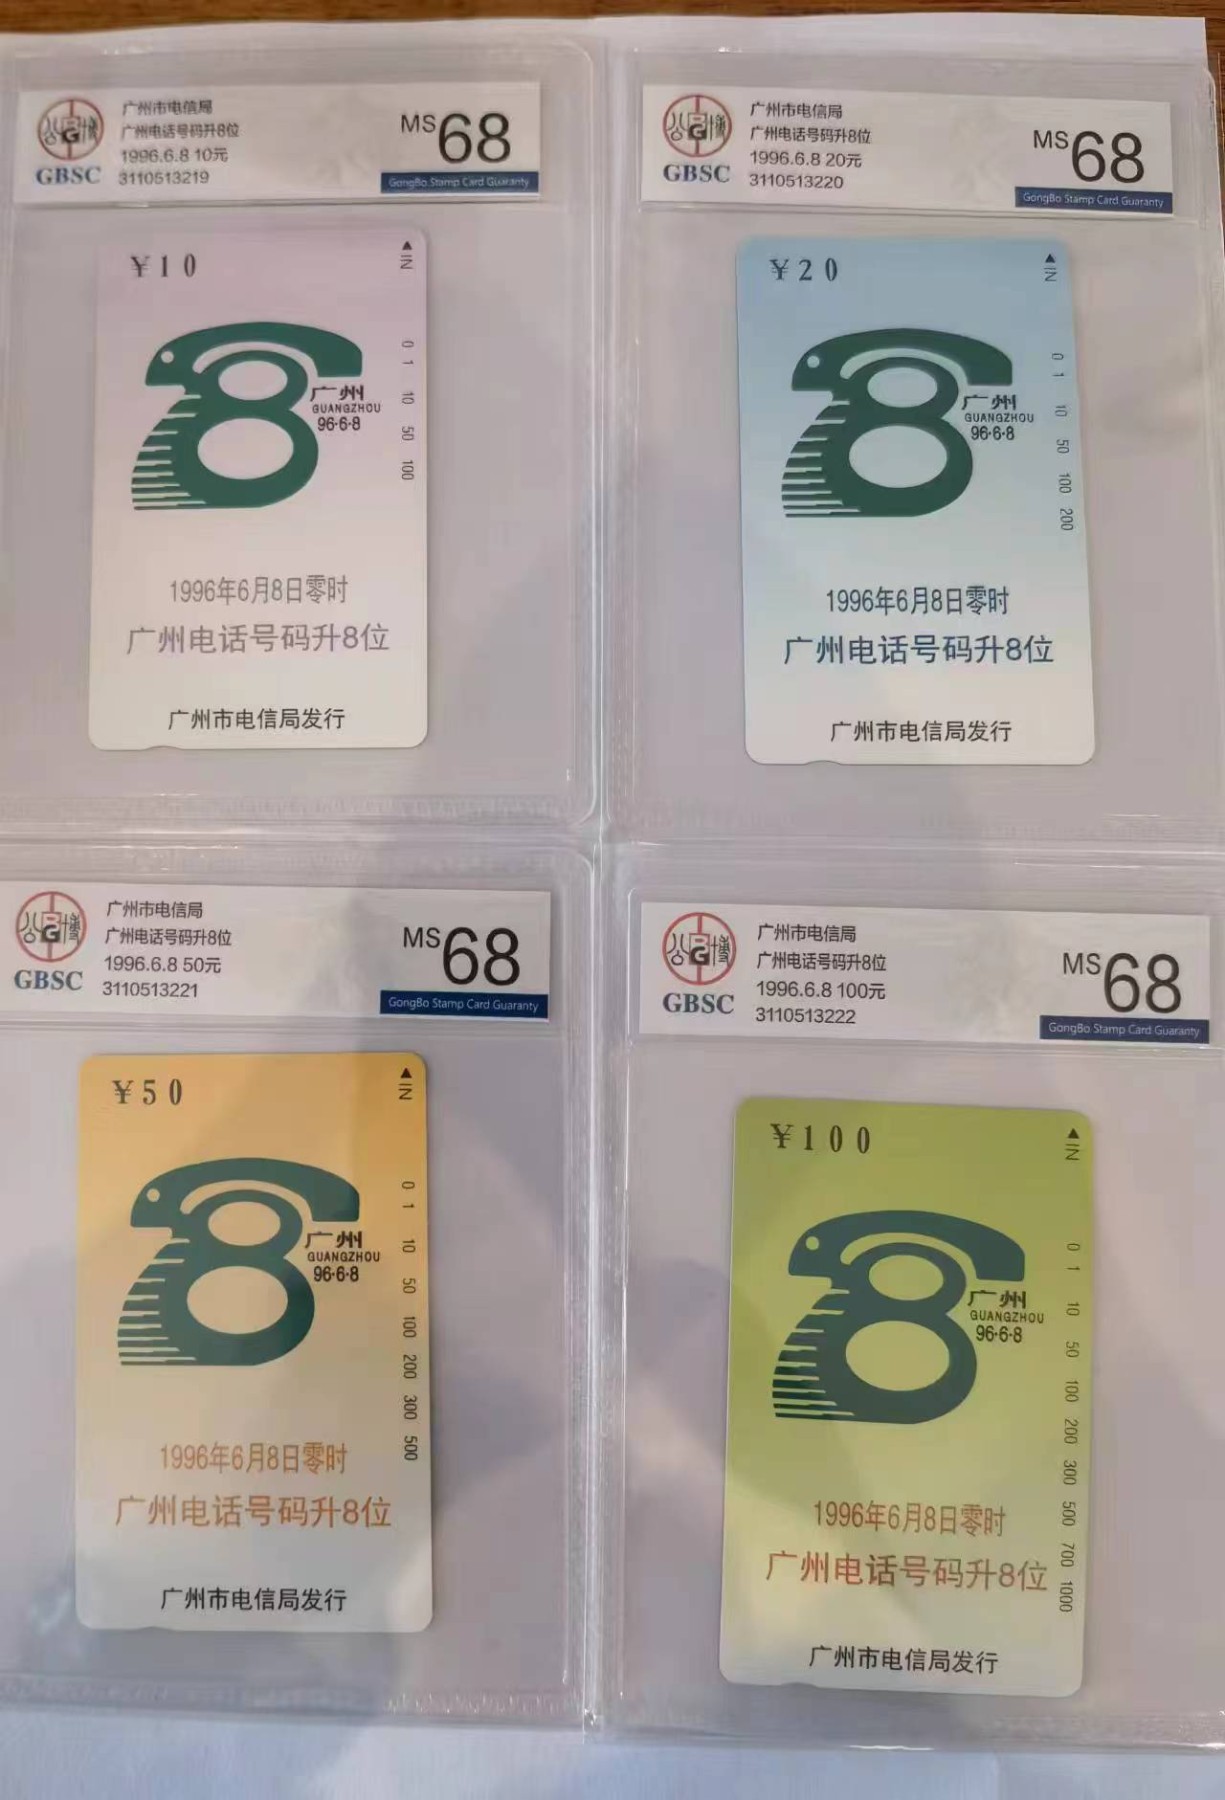 广州市电信局
广州电话号码升8位
1996.6.8 10元
3110513219
GBSC
MS68
GongBo Stamp Card Guaranty
¥10
▲IN
0 1 10 50 100
广州
GUANGZHOU
96·6·8
1996年6月8日零时
广州电话号码升8位
广州市电信局发行
广州市电信局
广州电话号码升8位
1996.6.8 20元
3110513220
GBSC
MS68
GongBo Stamp Card Guaranty
¥20
▲IN
0 1 10 50 100 200
广州
GUANGZHOU
96·6·8
1996年6月8日零时
广州电话号码升8位
广州市电信局发行
广州市电信局
广州电话号码升8位
1996.6.8 50元
3110513221
GBSC
MS68
GongBo Stamp Card Guaranty
¥50
▲IN
0 1 10 50 100 200 300 500
广州
GUANGZHOU
96·6·8
1996年6月8日零时
广州电话号码升8位
广州市电信局发行
广州市电信局
广州电话号码升8位
1996.6.8 100元
3110513222
GBSC
MS68
GongBo Stamp Card Guaranty
¥100
▲IN
0 1 10 50 100 200 300 500 700 1000
广州
GUANGZHOU
96·6·8
1996年6月8日零时
广州电话号码升8位
广州市电信局发行